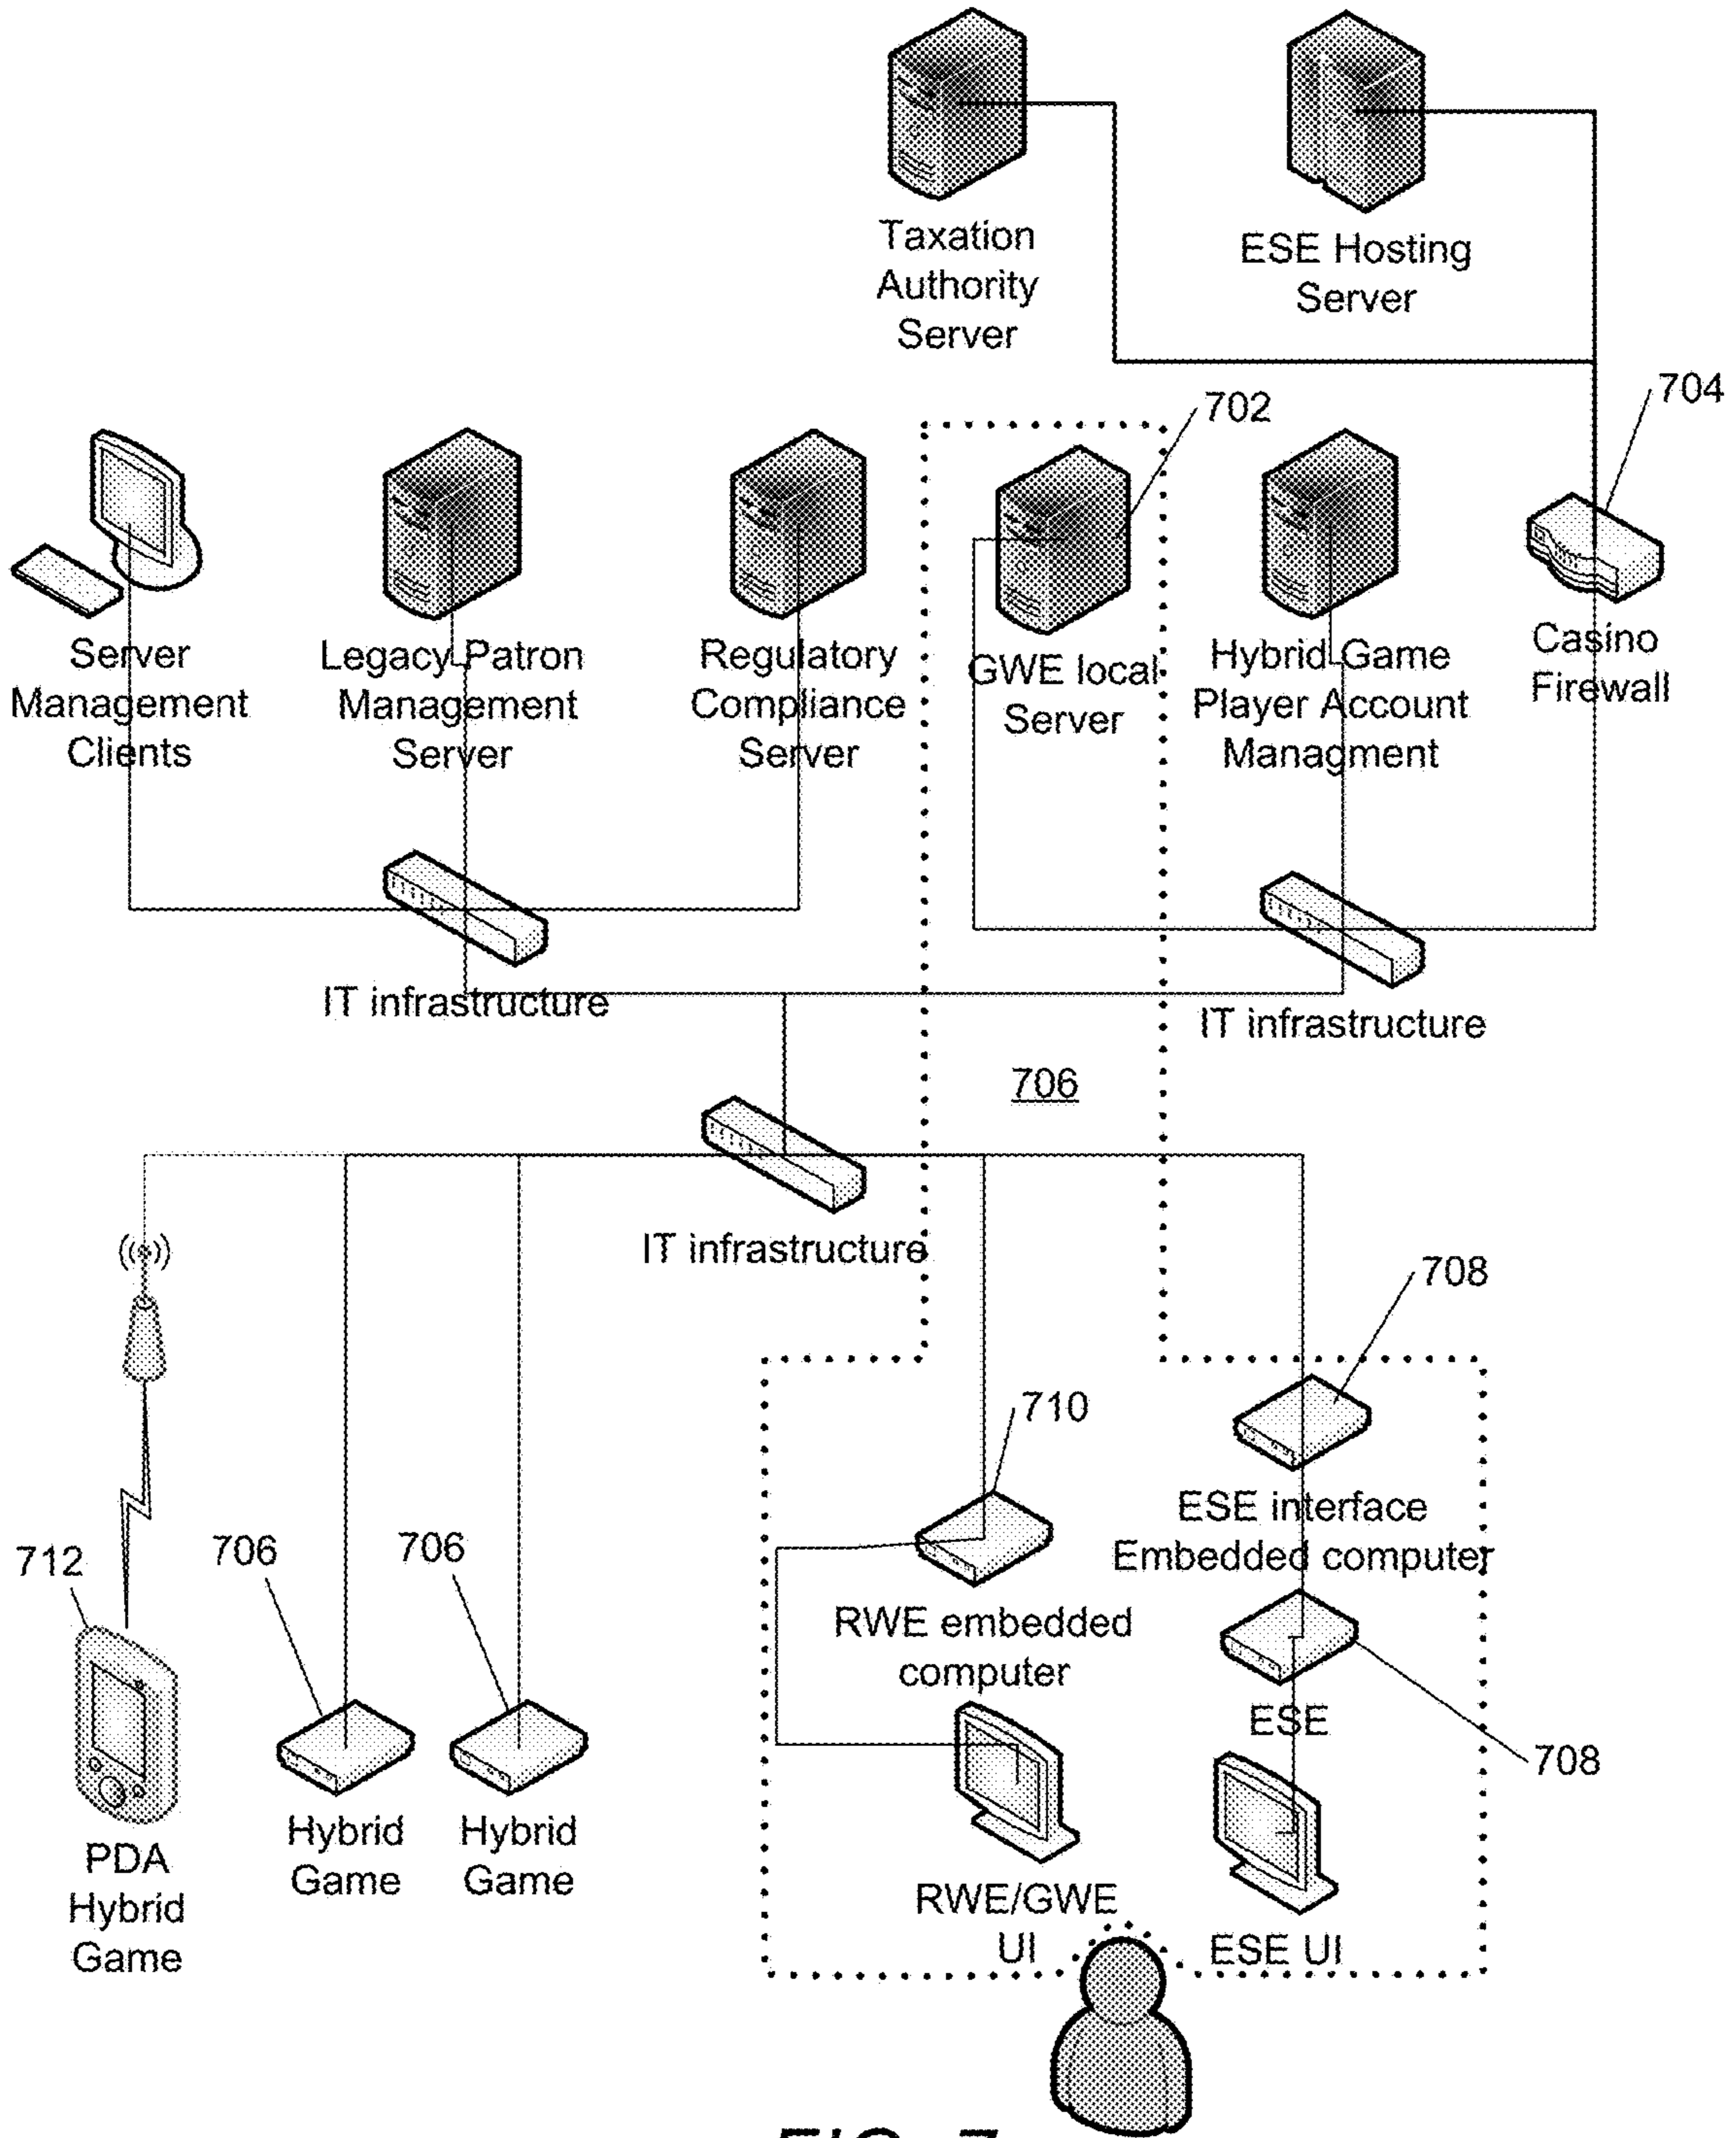 Taxation
Authority
Server
ESE Hosting
Server
704
702
Server
Management
Clients
Legacy Patron
Management
Server
Regulatory
Compliance
Server
GWE local
Server
Hybrid Game
Player Account
Managment
Casino
Firewall
IT infrastructure
IT infrastructure
706
IT infrastructure
708
710
ESE interface
Embedded computer
712
706
706
RWE embedded
computer
ESE
708
PDA
Hybrid
Game
Hybrid
Game
Hybrid
Game
RWE/GWE
UI
ESE UI
FIG. 7